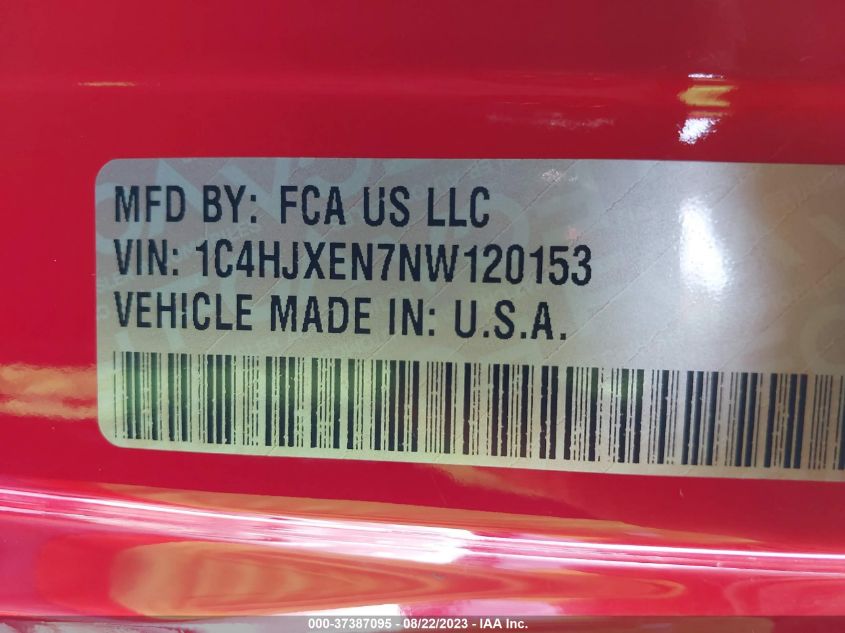 MFD BY: FCA US LLC
VIN: 1C4HJXEN7NW120153
VEHICLE MADE IN: U.S.A.
000-37387095 - 08/22/2023 - IAA Inc.